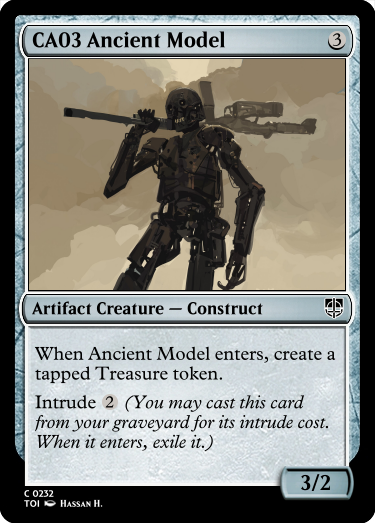 CA03 Ancient Model 3
Artifact Creature — Construct
When Ancient Model enters, create a
tapped Treasure token.
Intrude 2 (You may cast this card
from your graveyard for its intrude cost.
When it enters, exile it.)
3/2
C 0232
TOI Hassan H.